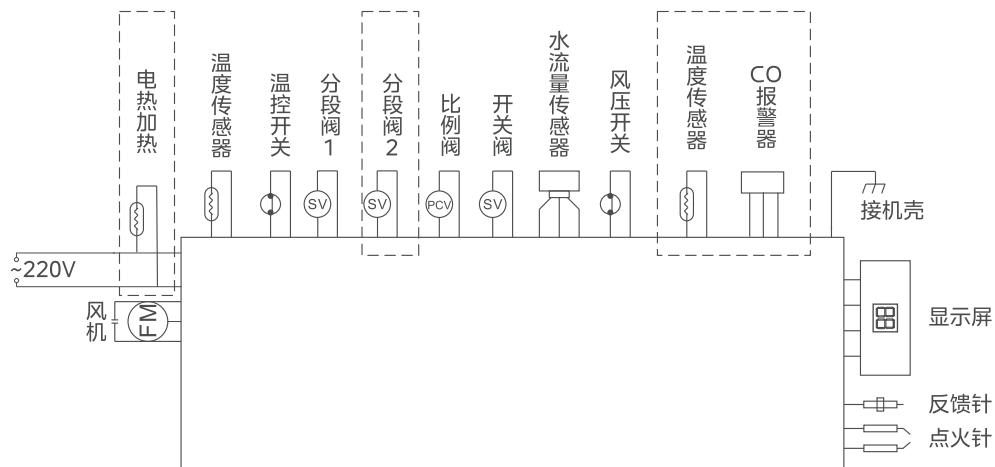 电热加热
温度传感器
温控开关
分段阀1
分段阀2
比例阀
开关阀
水流量传感器
风压开关
温度传感器
CO报警器
SV
SV
PCV
SV
接机壳
~220V
风机
FM
显示屏
反馈针
点火针